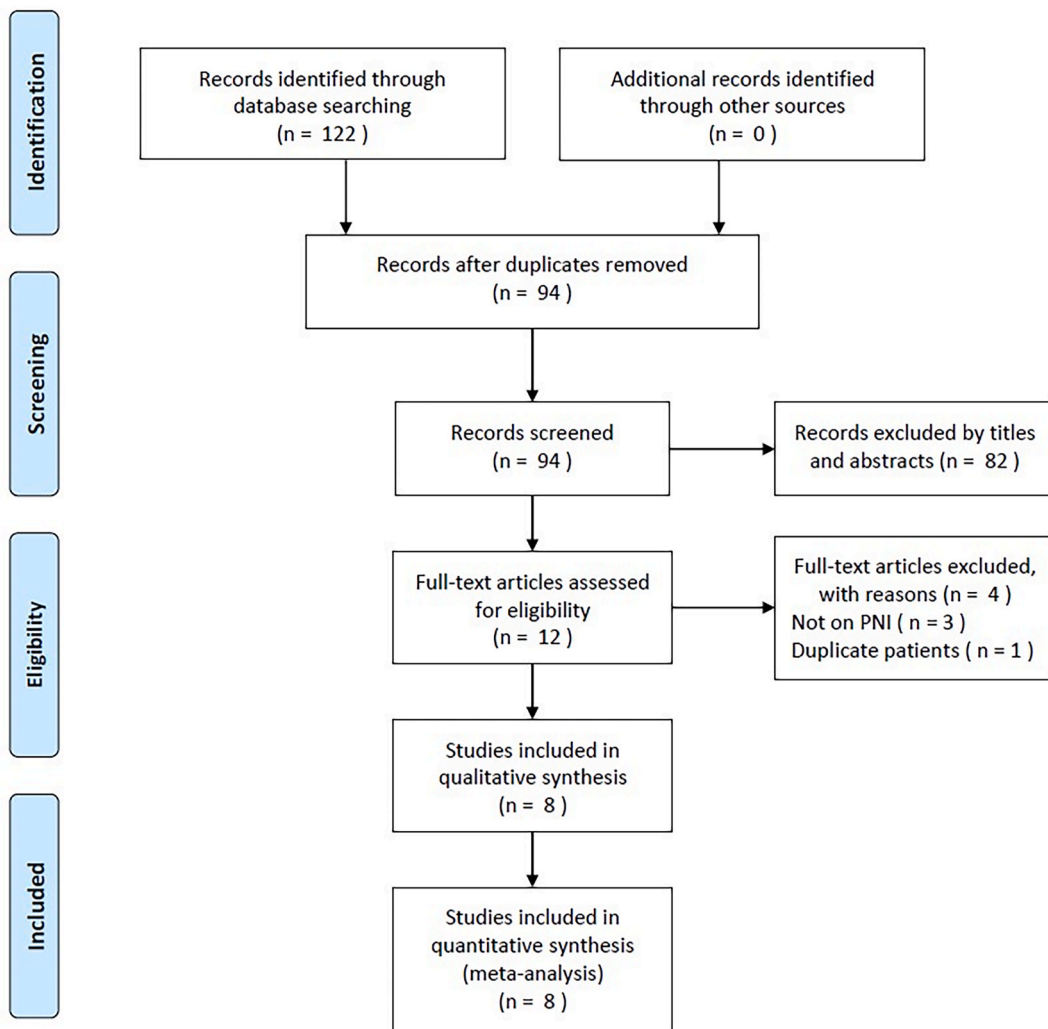 Identification
Records identified through
database searching
(n = 122 )
Additional records identified
through other sources
(n = 0 )
Records after duplicates removed
(n = 94 )
Screening
Records screened
(n = 94 )
Records excluded by titles
and abstracts (n = 82 )
Eligibility
Full-text articles assessed
for eligibility
(n = 12 )
Full-text articles excluded,
with reasons (n = 4 )
Not on PNI ( n = 3 )
Duplicate patients ( n = 1 )
Studies included in
qualitative synthesis
(n = 8 )
Included
Studies included in
quantitative synthesis
(meta-analysis)
(n = 8 )